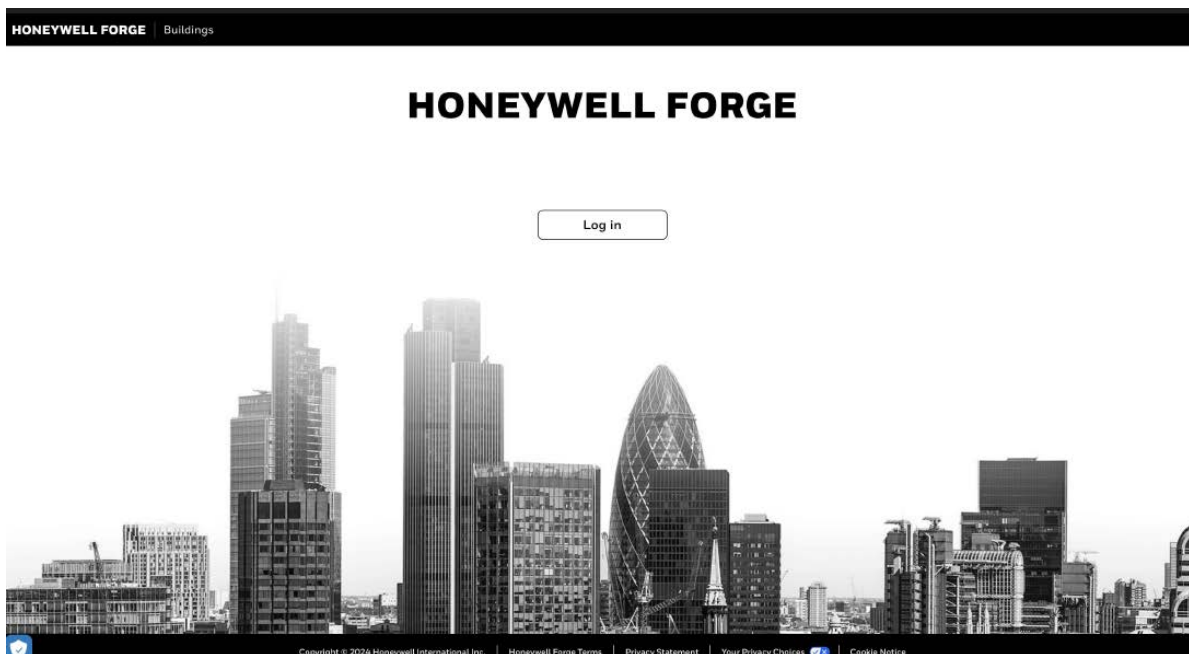 HONEYWELL FORGE | Buildings
HONEYWELL FORGE
Log in
Copyright © 2024 Honeywell International Inc. | Honeywell Forge Terms | Privacy Statement | Your Privacy Choices | Cookie Notice